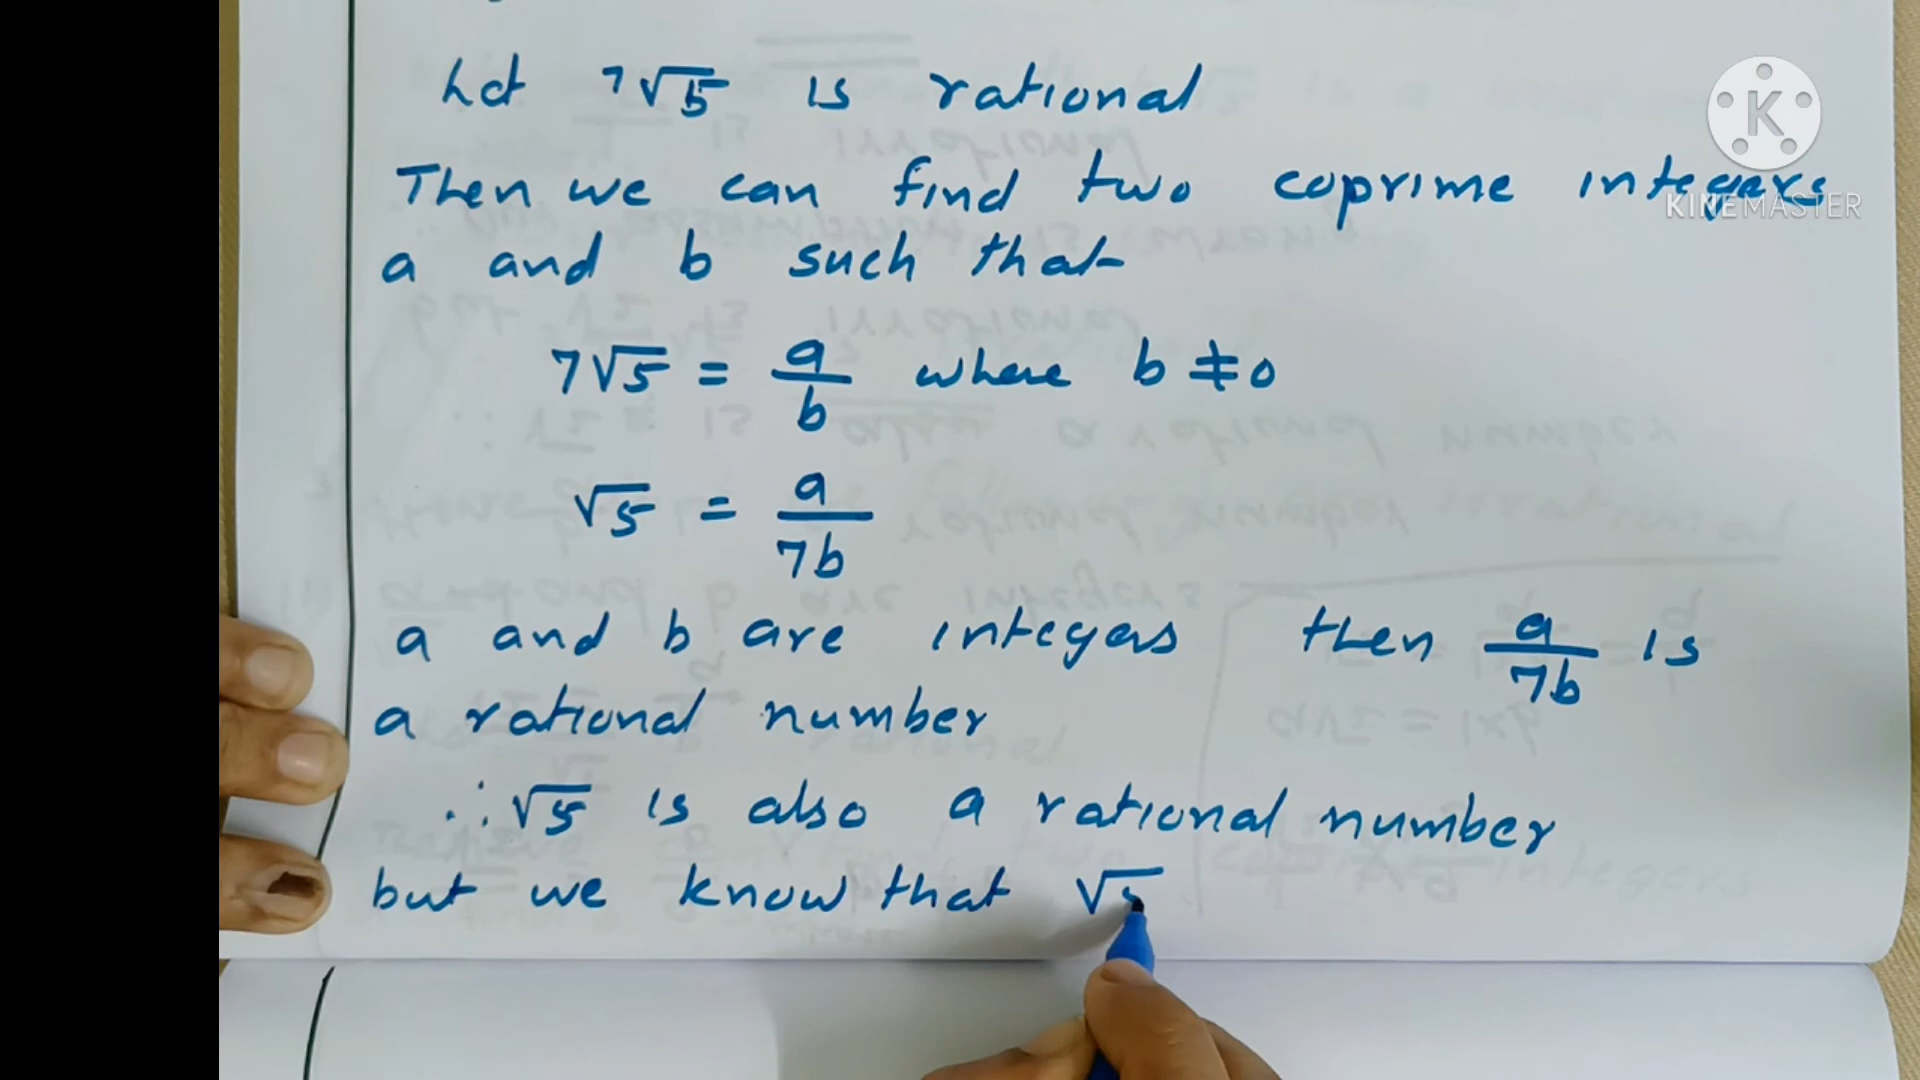 Let 7√5 is rational
Then we can find two coprime integers
a and b such that
7√5 = a/b where b ≠ 0
√5 = a/7b
a and b are integers then a/7b is
a rational number
∴ √5 is also a rational number
but we know that √5
K
KINEMASTER